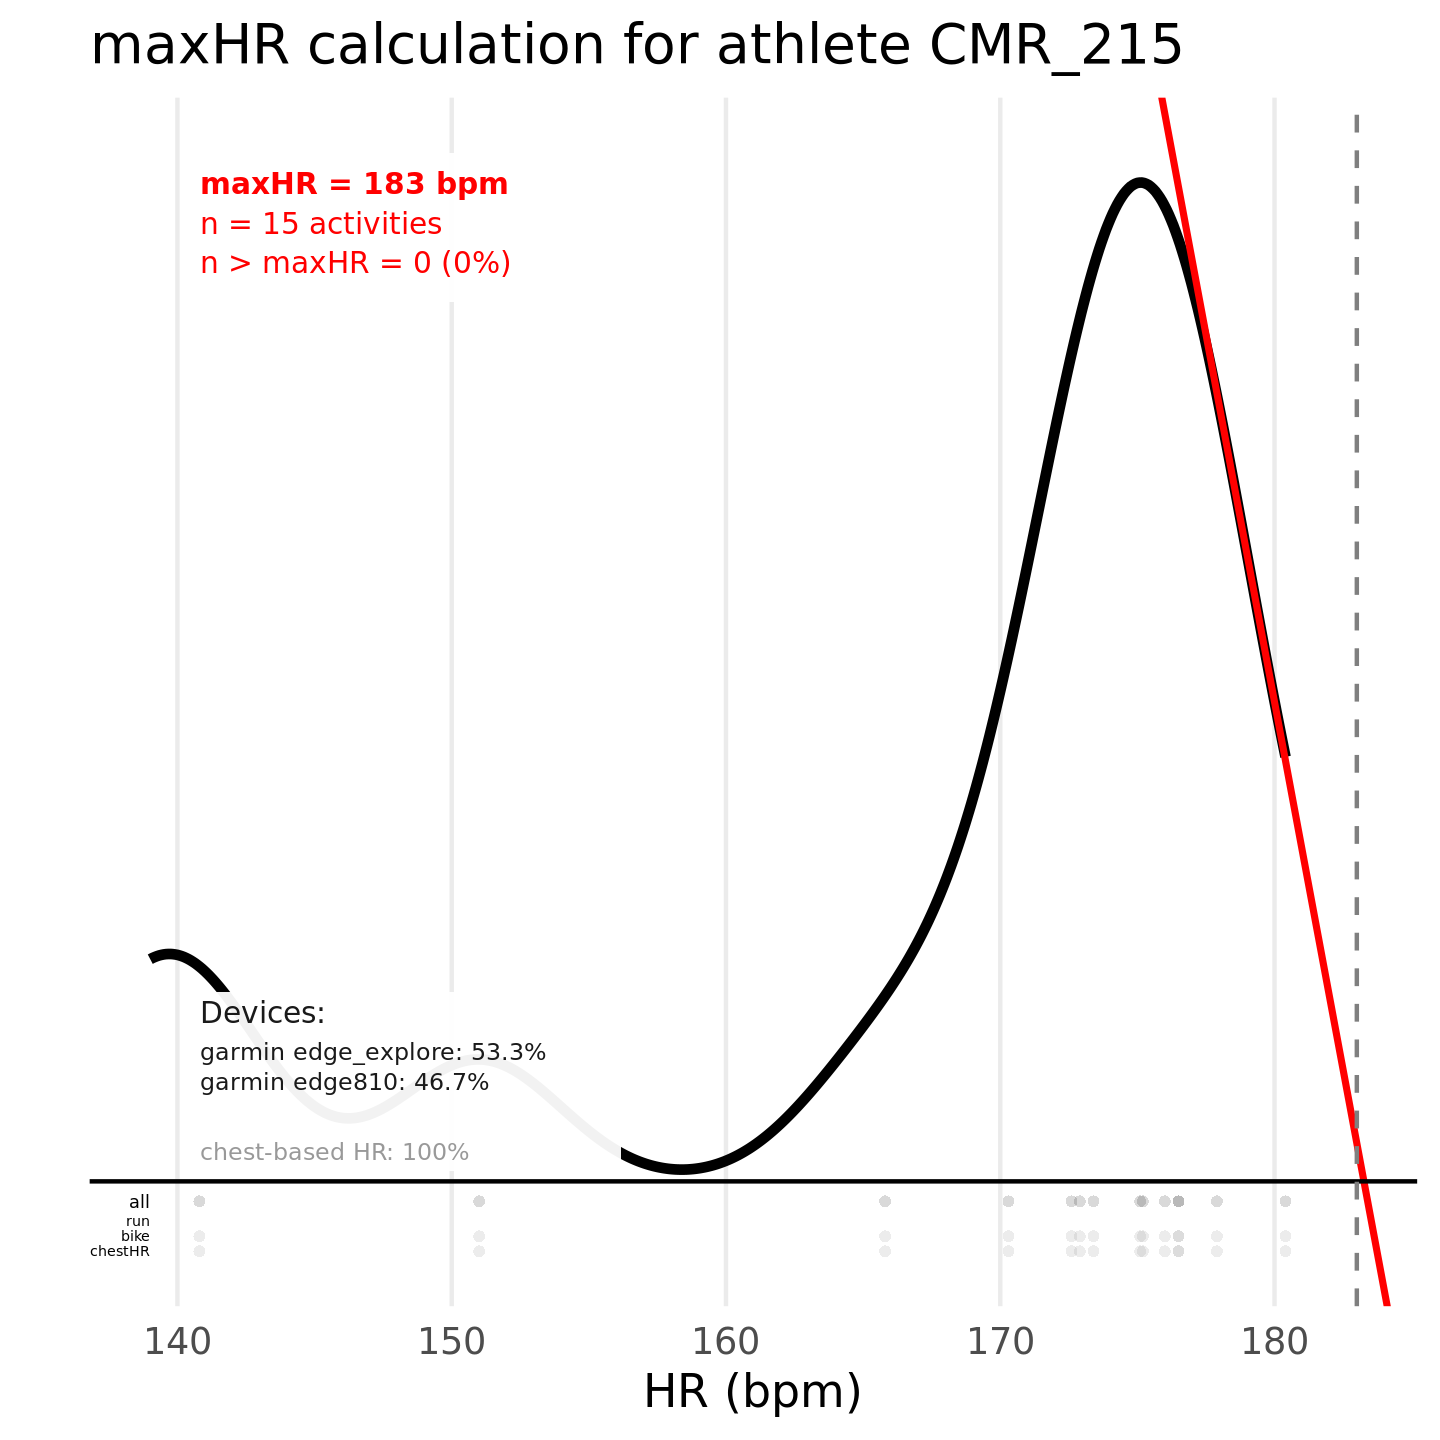 maxHR calculation for athlete CMR_215
maxHR = 183 bpm
n = 15 activities
n > maxHR = 0 (0%)
Devices:
garmin edge_explore: 53.3%
garmin edge810: 46.7%
chest-based HR: 100%
all
run
bike
chestHR
140 150 160 170 180
HR (bpm)